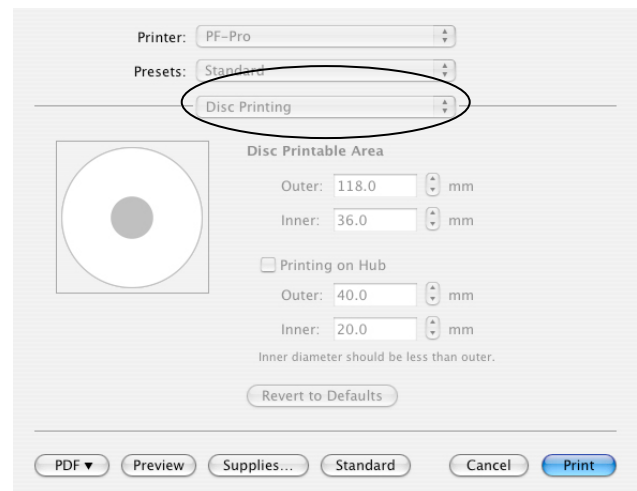 Printer: PF-Pro
Presets: Standard
Disc Printing
Disc Printable Area
Outer: 118.0 mm
Inner: 36.0 mm
Printing on Hub
Outer: 40.0 mm
Inner: 20.0 mm
Inner diameter should be less than outer.
Revert to Defaults
PDF ▼ Preview Supplies... Standard Cancel Print